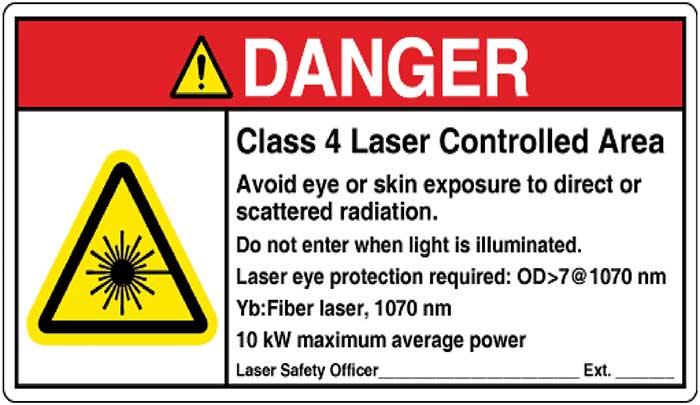 DANGER
Class 4 Laser Controlled Area
Avoid eye or skin exposure to direct or
scattered radiation.
Do not enter when light is illuminated.
Laser eye protection required: OD>7@1070 nm
Yb:Fiber laser, 1070 nm
10 kW maximum average power
Laser Safety Officer_________________________ Ext. _______